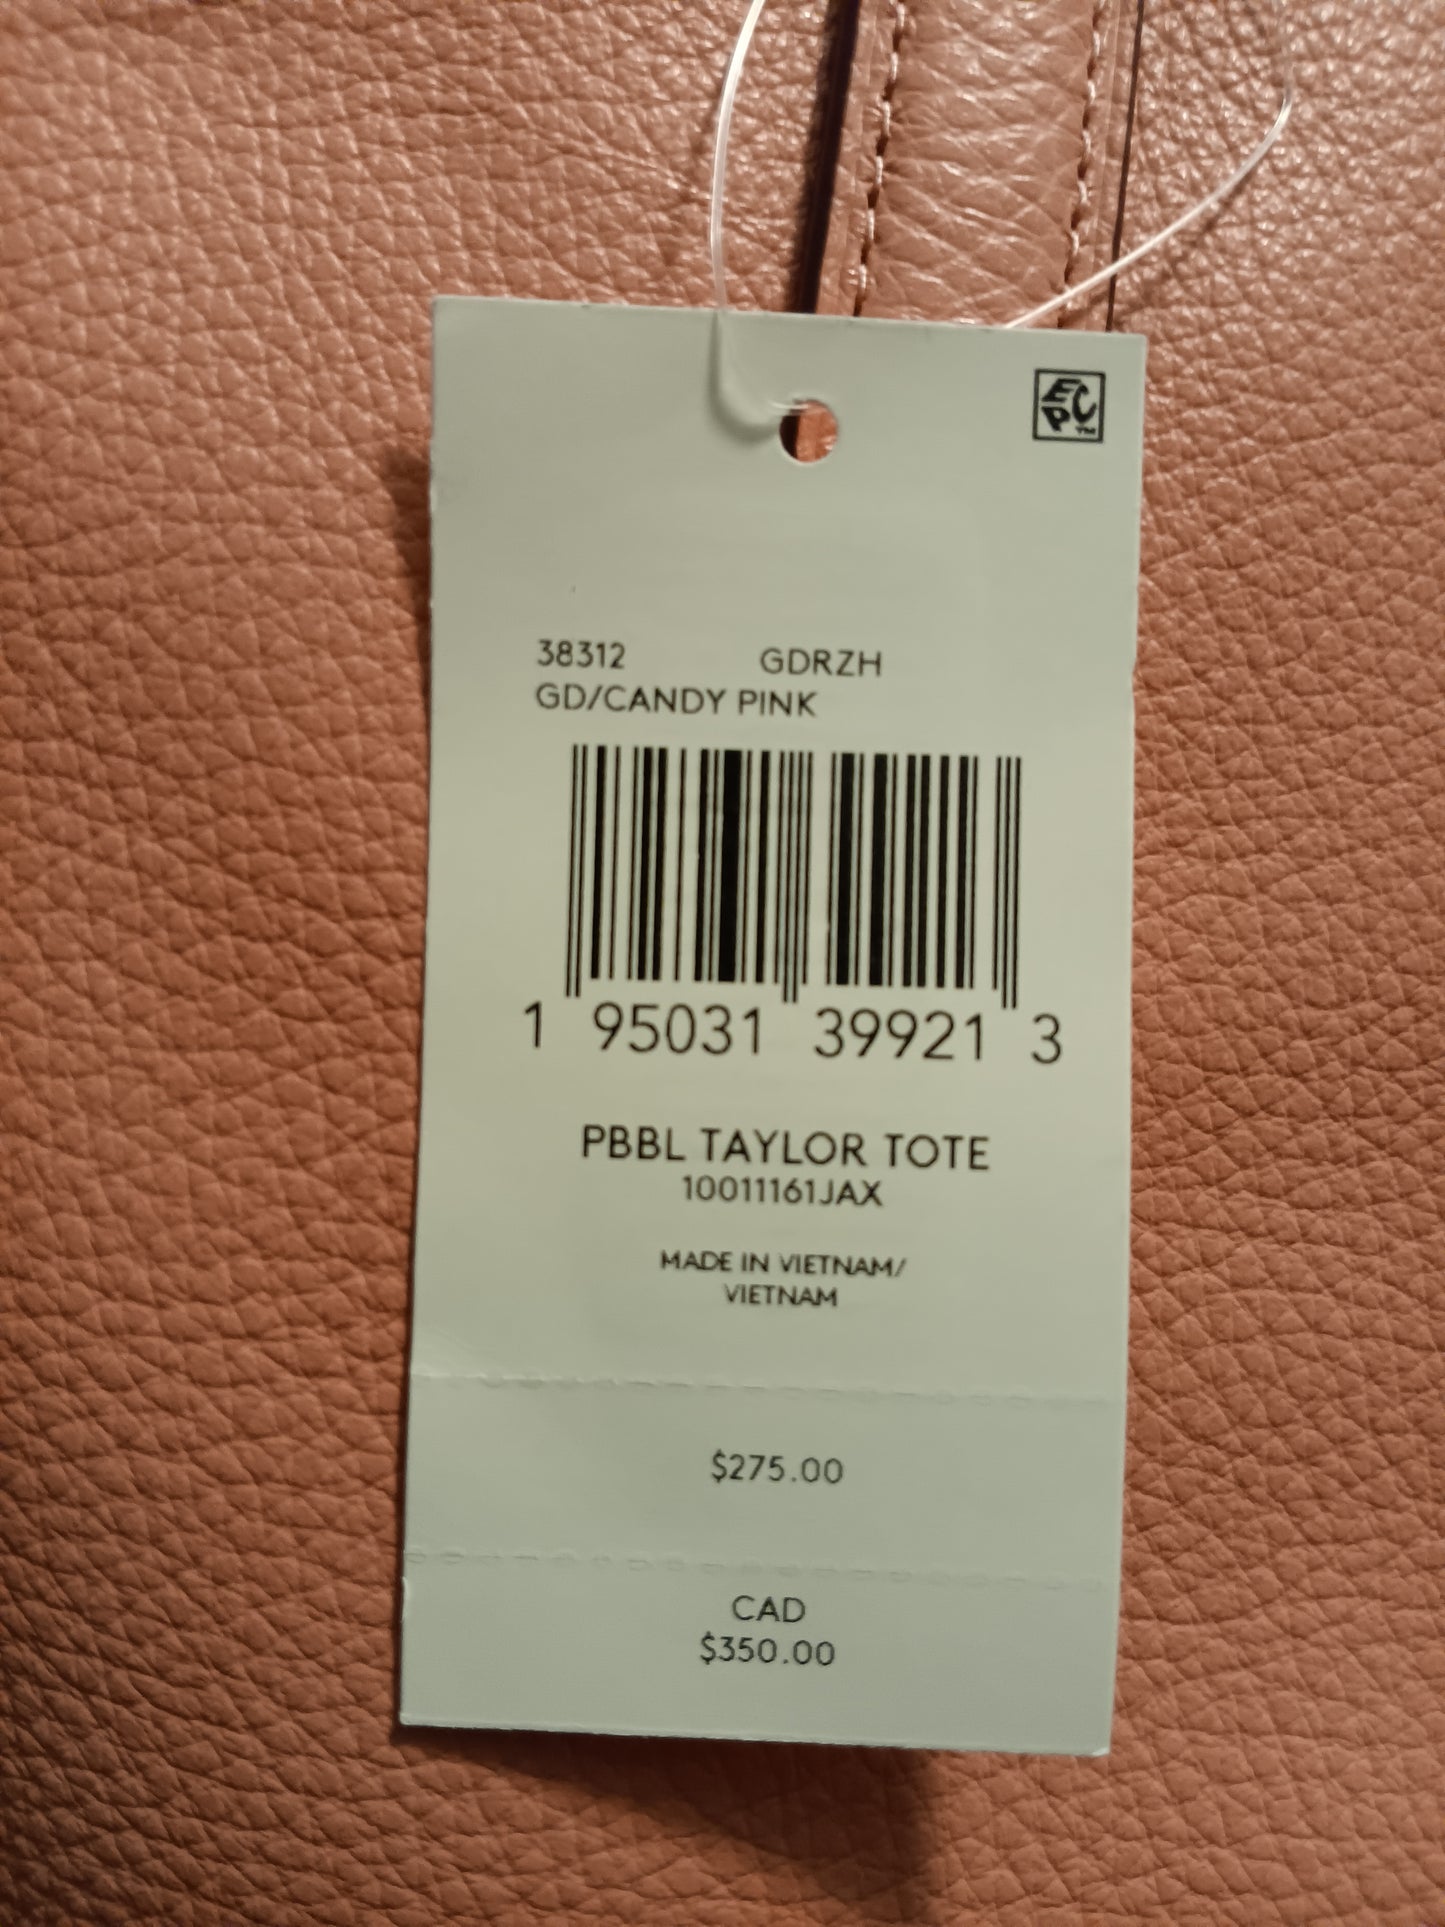 EPC™
38312 GDRZH
GD/CANDY PINK
1 95031 39921 3
PBBL TAYLOR TOTE
10011161JAX
MADE IN VIETNAM/
VIETNAM
$275.00
CAD
$350.00